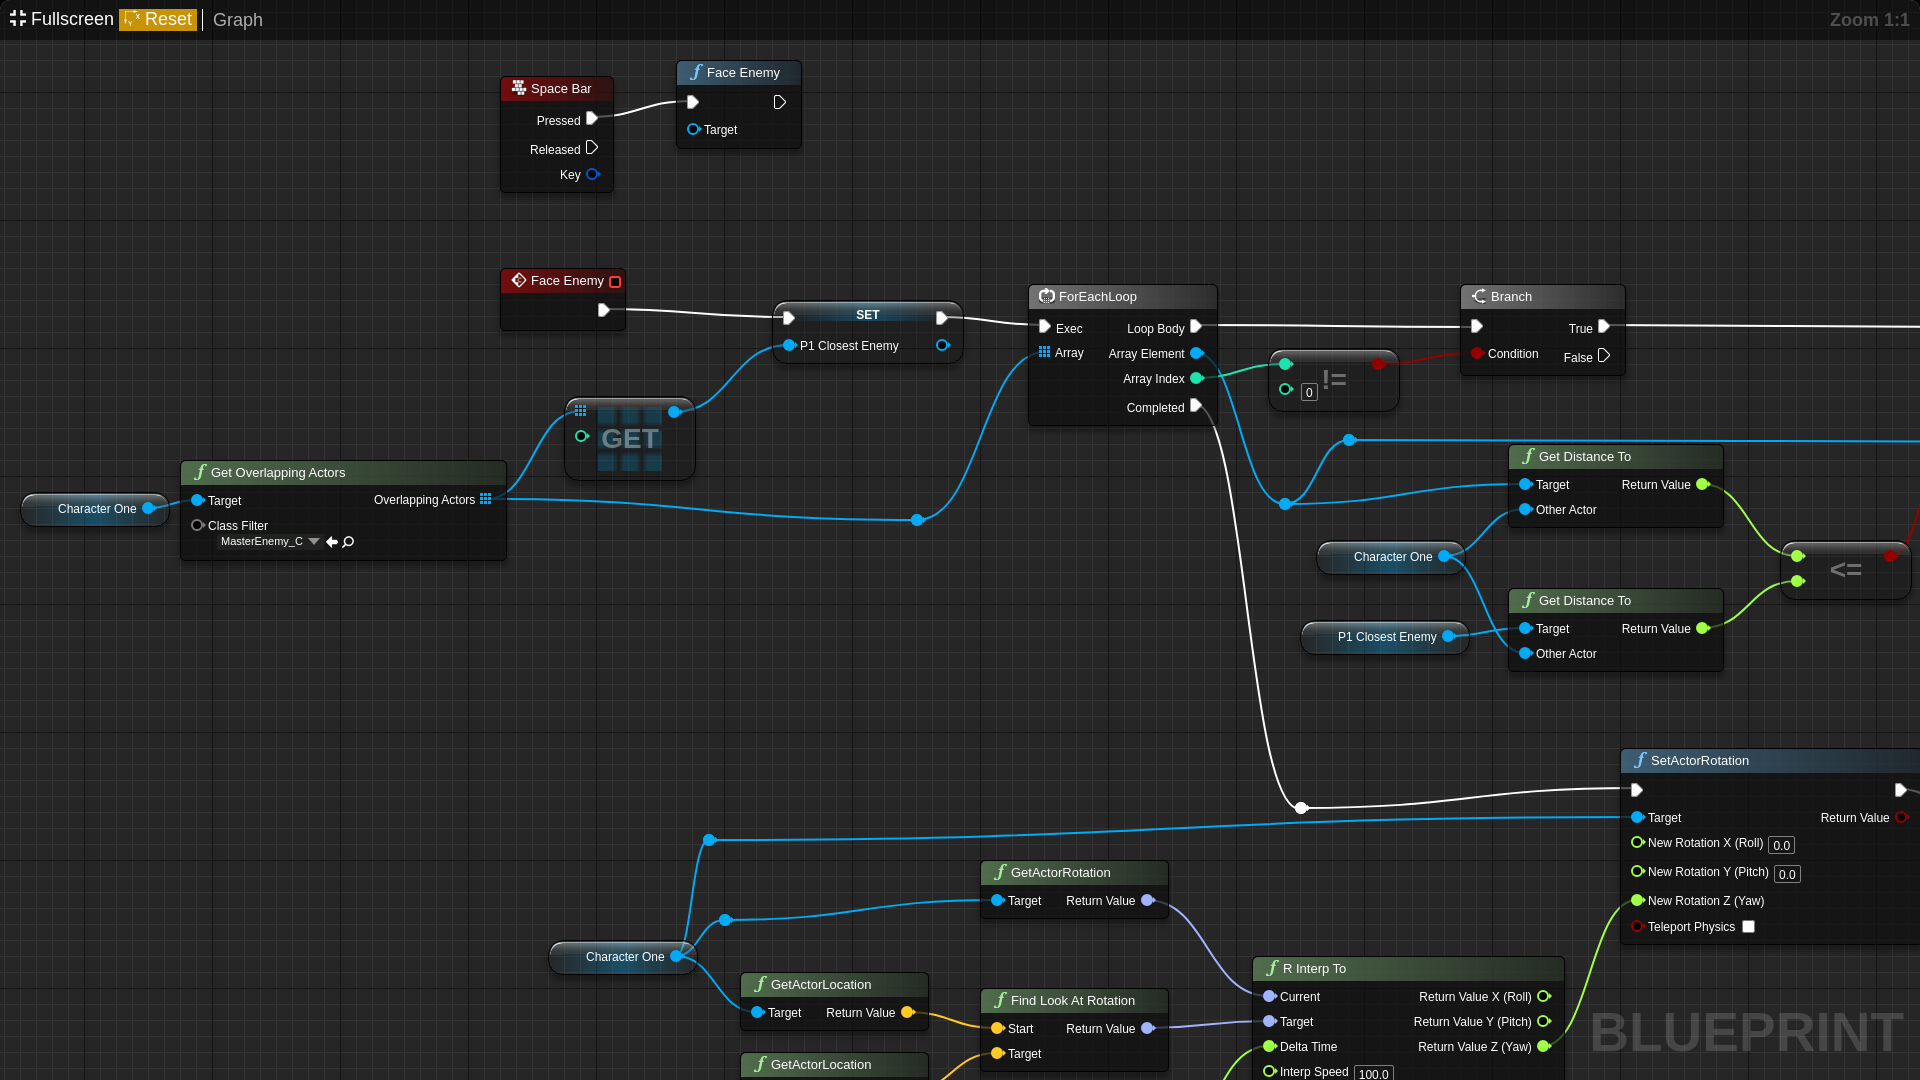 Fullscreen Reset Graph Zoom 1:1
Face Enemy
Target
Space Bar
Pressed
Released
Key
Face Enemy
SET
P1 Closest Enemy
ForEachLoop
Exec Loop Body
Array Array Element
Array Index
Completed
0 !=
Branch
True
Condition False
GET
Get Overlapping Actors
Target Overlapping Actors
Class Filter
MasterEnemy_C
Character One
Get Distance To
Target Return Value
Other Actor
Character One
<=
Get Distance To
Target Return Value
Other Actor
P1 Closest Enemy
SetActorRotation
Target Return Value
New Rotation X (Roll) 0.0
New Rotation Y (Pitch) 0.0
New Rotation Z (Yaw)
Teleport Physics
GetActorRotation
Target Return Value
Character One
GetActorLocation
Target Return Value
Find Look At Rotation
Start Return Value
Target
R Interp To
Current Return Value X (Roll)
Target Return Value Y (Pitch)
Delta Time Return Value Z (Yaw)
Interp Speed 100.0
GetActorLocation
BLUEPRINT